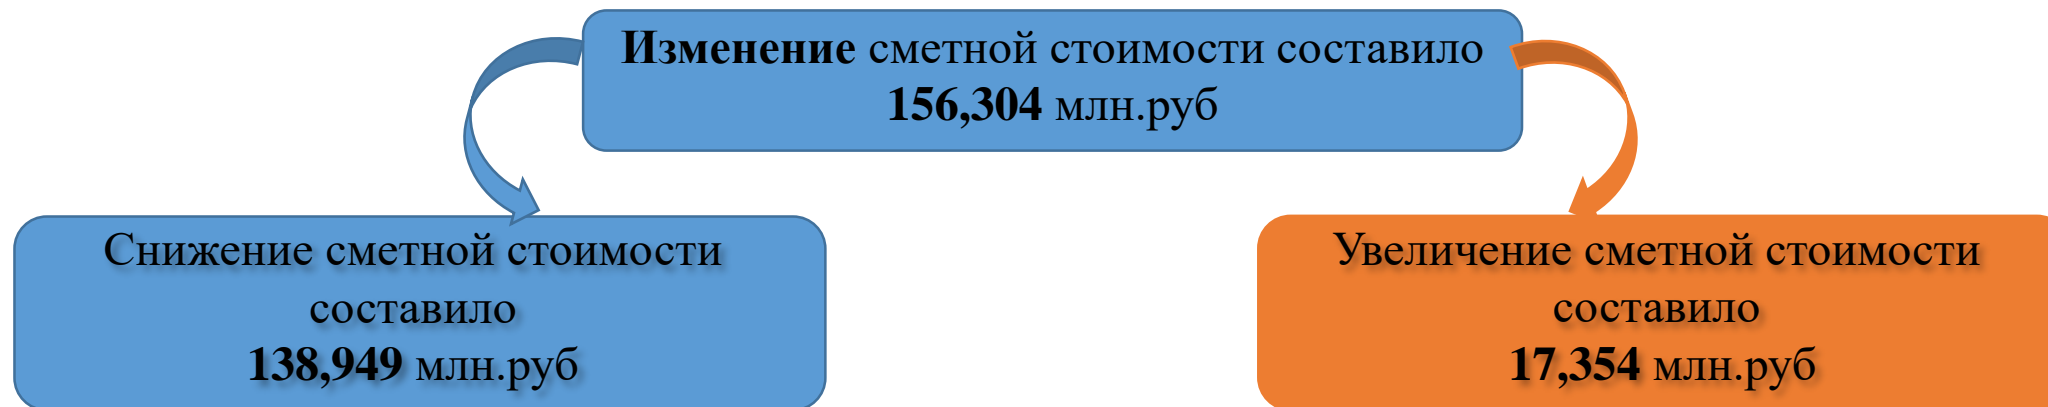 Изменение сметной стоимости составило
156,304 млн.руб
Снижение сметной стоимости
составило
138,949 млн.руб
Увеличение сметной стоимости
составило
17,354 млн.руб